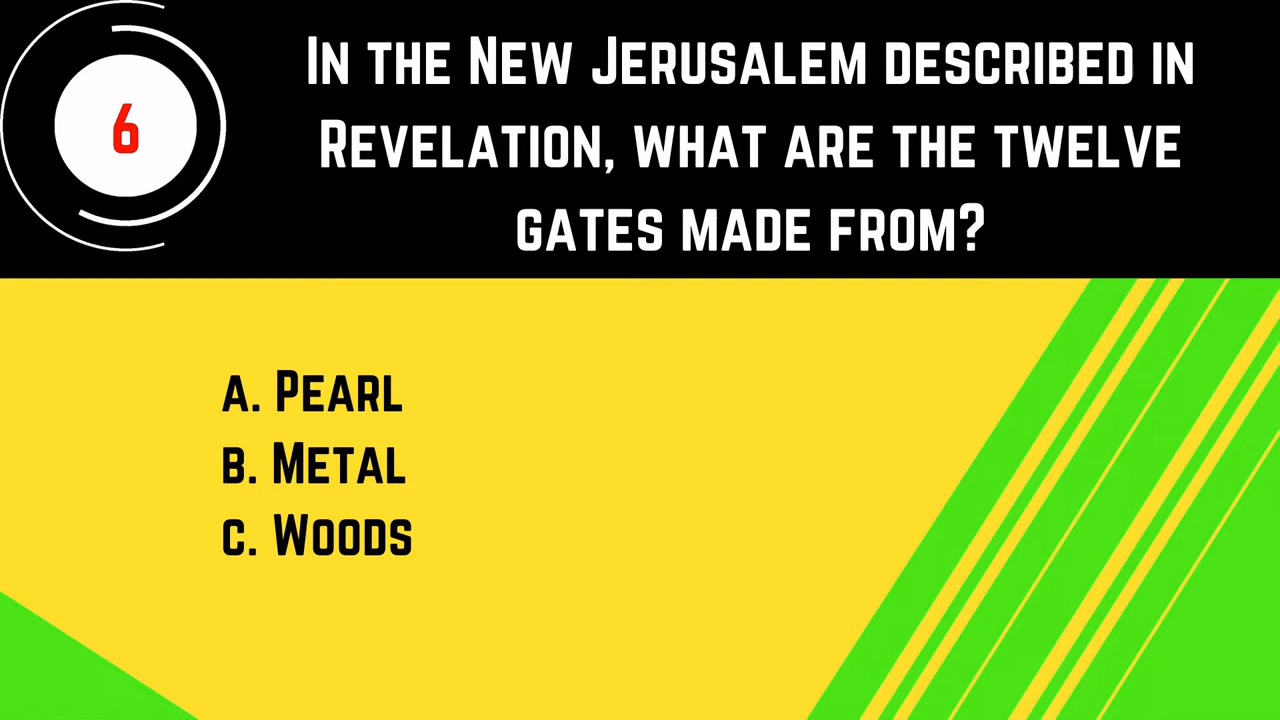 6
In the New Jerusalem described in
Revelation, what are the twelve
gates made from?
A. Pearl
B. Metal
C. Woods